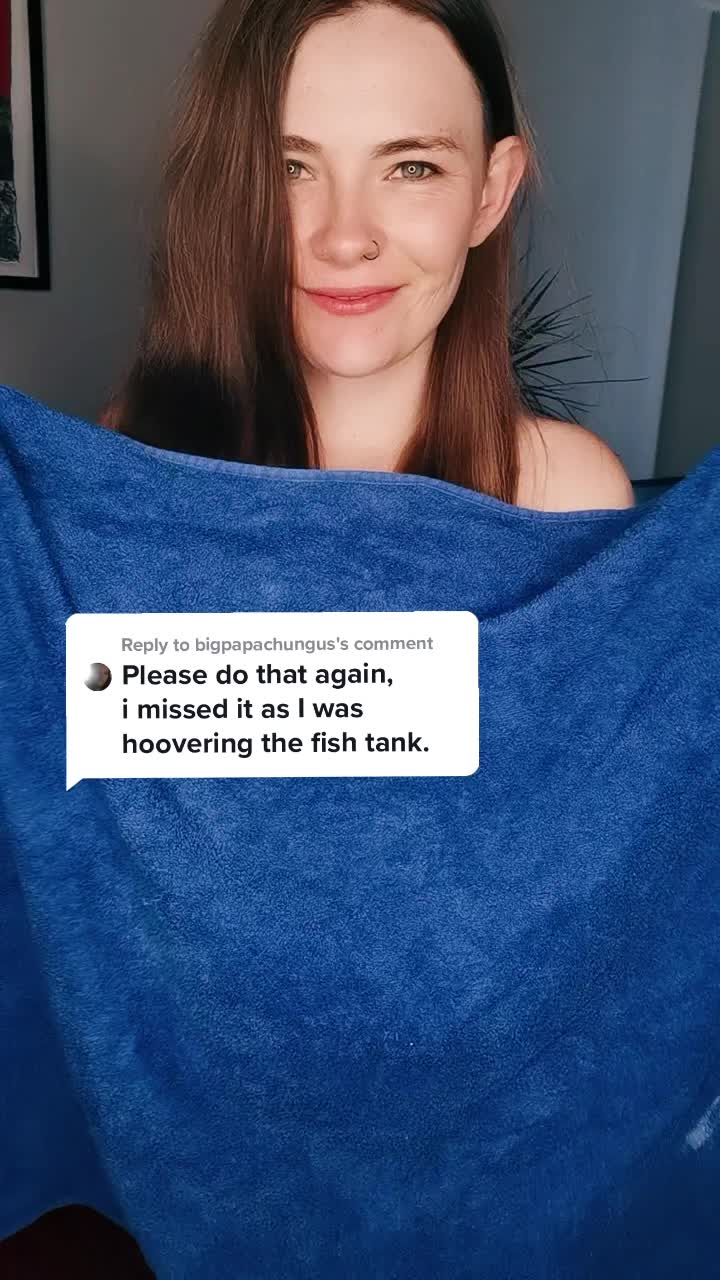 Reply to bigpapachungus's comment
Please do that again,
i missed it as I was
hoovering the fish tank.